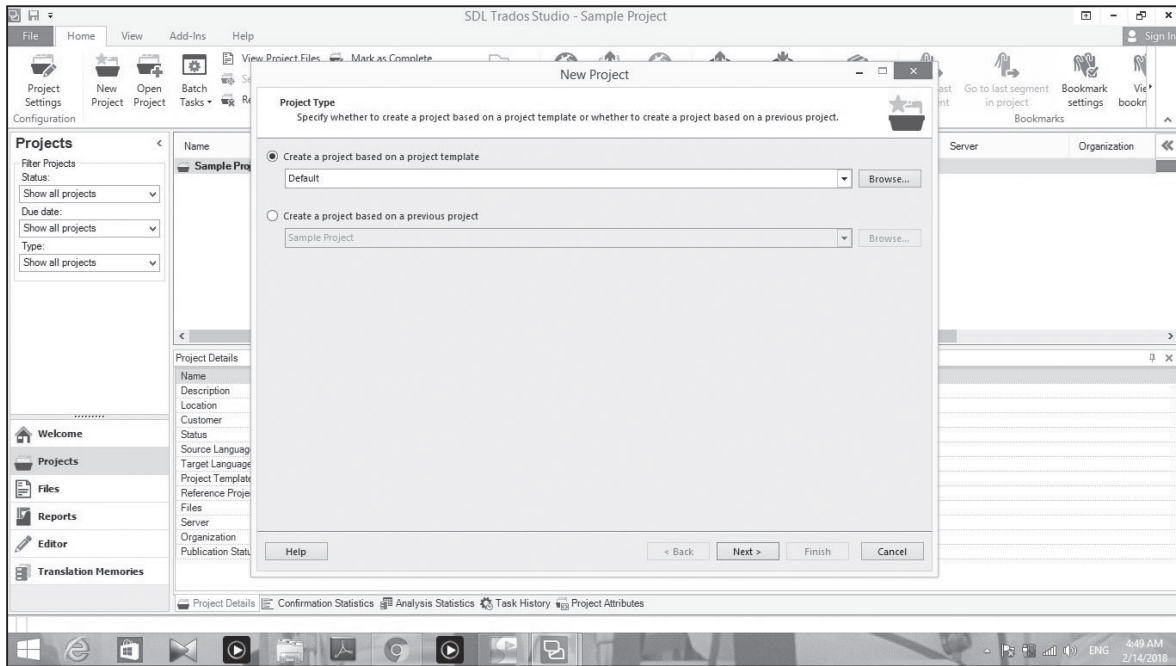 SDL Trados Studio - Sample Project
File Home View Add-Ins Help
Sign In
View Project Files Mark as Complete
Project Settings
New Project
Open Project
Batch Tasks
Go to last segment in project
Bookmark settings
Configuration
Bookmarks
Projects
Filter Projects
Status:
Show all projects
Due date:
Show all projects
Type:
Show all projects
Welcome
Projects
Files
Reports
Editor
Translation Memories
Name
Server
Organization
Sample
New Project
Project Type
Specify whether to create a project based on a project template or whether to create a project based on a previous project.
Create a project based on a project template
Default
Browse...
Create a project based on a previous project
Sample Project
Browse...
Help
< Back
Next >
Finish
Cancel
Project Details
Name
Description
Location
Customer
Status
Source Languag
Target Language
Project Template
Reference Proje
Files
Server
Organization
Publication Statu
Project Details Confirmation Statistics Analysis Statistics Task History Project Attributes
ENG
4:49 AM
2/14/2018